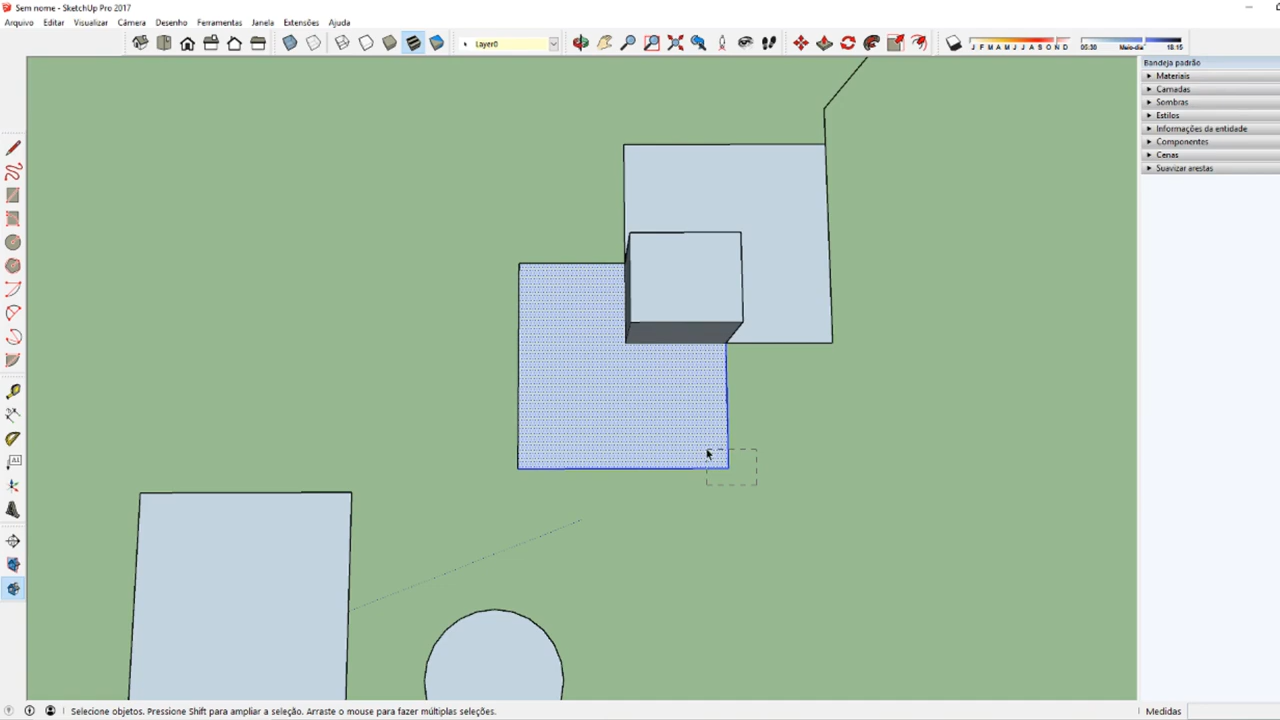 Sem nome - SketchUp Pro 2017
Arquivo Editar Visualizar Câmera Desenho Ferramentas Janela Extensões Ajuda
Layer0
J F M A M J J A S O N D 05:30 Meio-dia 18:15
Bandeja padrão
Materiais
Camadas
Sombras
Estilos
Informações da entidade
Componentes
Cenas
Suavizar arestas
Selecione objetos. Pressione Shift para ampliar a seleção. Arraste o mouse para fazer múltiplas seleções.
Medidas